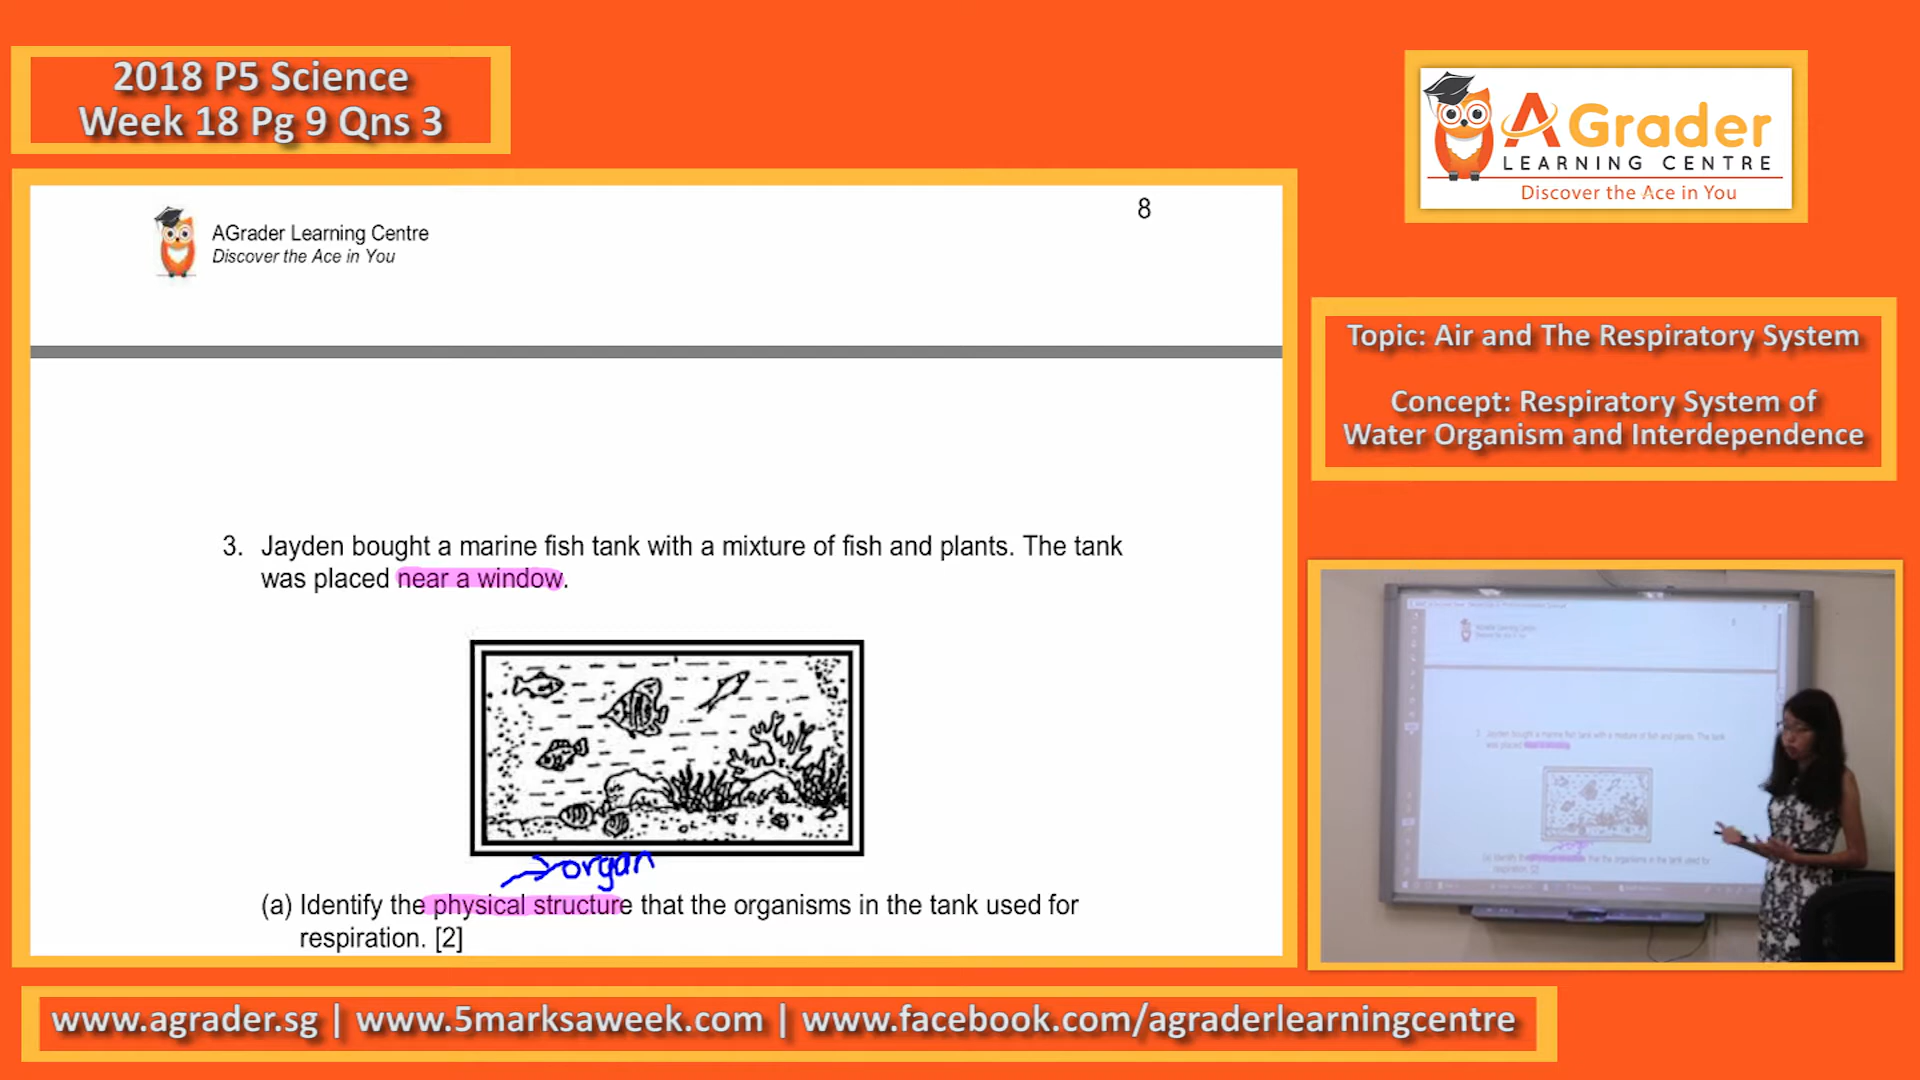 2018 P5 Science
Week 18 Pg 9 Qns 3
A Grader
LEARNING CENTRE
Discover the Ace in You
AGrader Learning Centre
Discover the Ace in You
8
Topic: Air and The Respiratory System
Concept: Respiratory System of
Water Organism and Interdependence
3. Jayden bought a marine fish tank with a mixture of fish and plants. The tank
was placed near a window.
→organ
(a) Identify the physical structure that the organisms in the tank used for
respiration. [2]
www.agrader.sg | www.5marksaweek.com | www.facebook.com/agraderlearningcentre